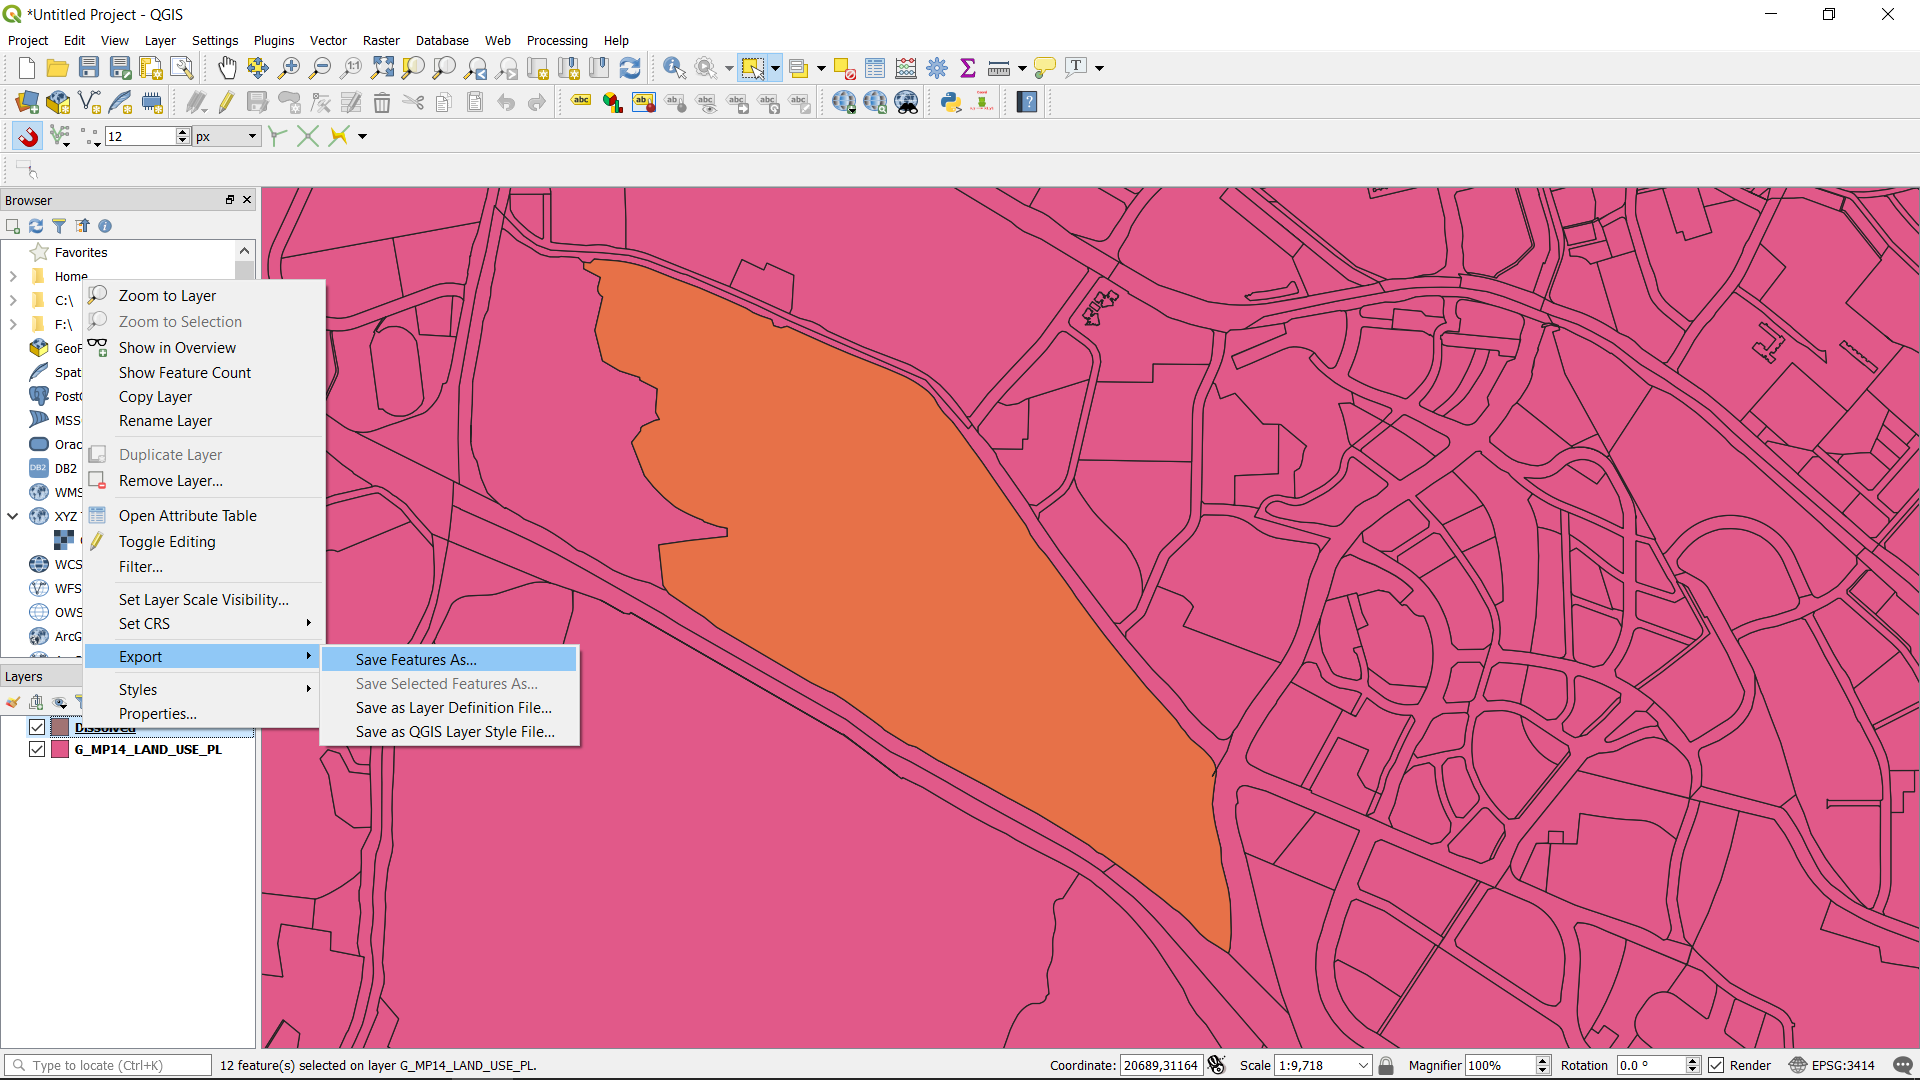 *Untitled Project - QGIS
Project Edit View Layer Settings Plugins Vector Raster Database Web Processing Help
12 px
Browser
Favorites
Home
C:\
F:\
GeoP
Spat
PostG
MSS
Orac
DB2
WMS
XYZ
WCS
WFS
OWS
ArcG
Zoom to Layer
Zoom to Selection
Show in Overview
Show Feature Count
Copy Layer
Rename Layer
Duplicate Layer
Remove Layer...
Open Attribute Table
Toggle Editing
Filter...
Set Layer Scale Visibility...
Set CRS
Export
Styles
Properties...
Save Features As...
Save Selected Features As...
Save as Layer Definition File...
Save as QGIS Layer Style File...
Layers
Dissolved
G_MP14_LAND_USE_PL
Type to locate (Ctrl+K) 12 feature(s) selected on layer G_MP14_LAND_USE_PL. Coordinate: 20689,31164 Scale 1:9,718 Magnifier 100% Rotation 0.0 ° Render EPSG:3414